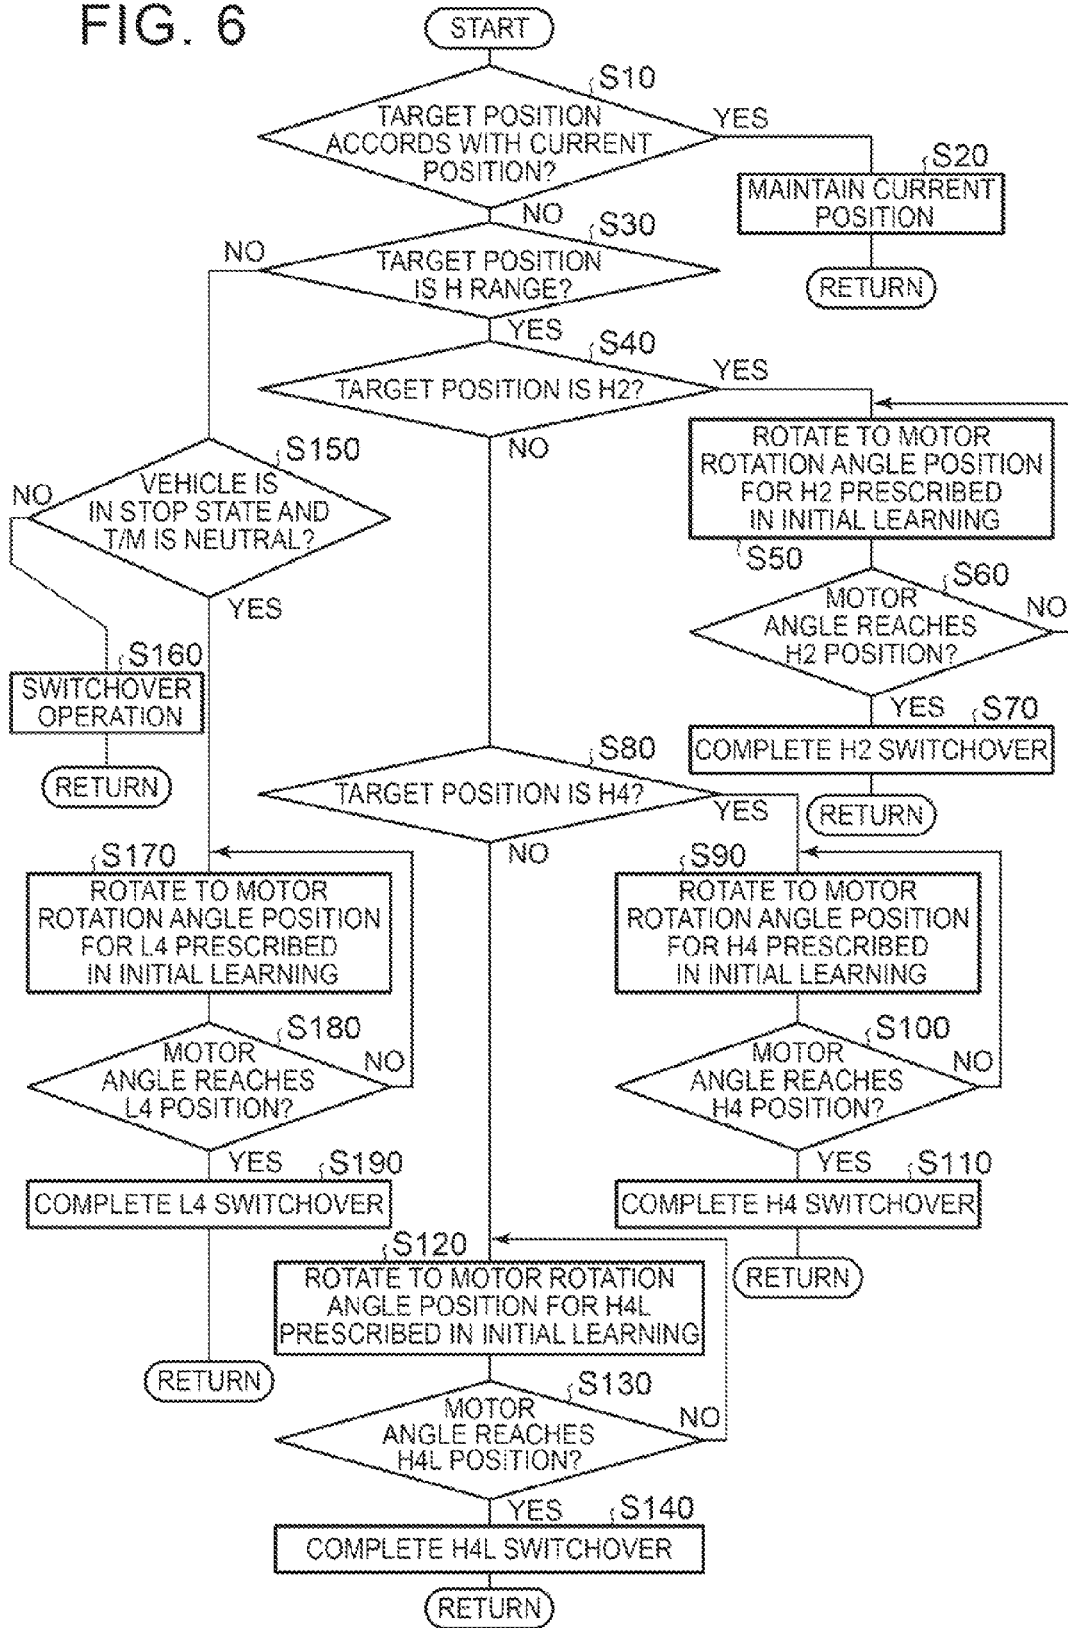 FIG. 6
START
S10
TARGET POSITION
ACCORDS WITH CURRENT
POSITION?
YES
S20
MAINTAIN CURRENT
POSITION
RETURN
NO
S30
NO
TARGET POSITION
IS H RANGE?
YES
S40
TARGET POSITION IS H2?
YES
NO
ROTATE TO MOTOR
ROTATION ANGLE POSITION
FOR H2 PRESCRIBED
IN INITIAL LEARNING
S50
S60
MOTOR
ANGLE REACHES
H2 POSITION?
NO
YES
S70
COMPLETE H2 SWITCHOVER
RETURN
S150
NO
VEHICLE IS
IN STOP STATE AND
T/M IS NEUTRAL?
YES
S160
SWITCHOVER
OPERATION
RETURN
S80
TARGET POSITION IS H4?
YES
NO
S170
ROTATE TO MOTOR
ROTATION ANGLE POSITION
FOR L4 PRESCRIBED
IN INITIAL LEARNING
S180
MOTOR
ANGLE REACHES
L4 POSITION?
NO
YES
S190
COMPLETE L4 SWITCHOVER
RETURN
S90
ROTATE TO MOTOR
ROTATION ANGLE POSITION
FOR H4 PRESCRIBED
IN INITIAL LEARNING
S100
MOTOR
ANGLE REACHES
H4 POSITION?
NO
YES
S110
COMPLETE H4 SWITCHOVER
RETURN
S120
ROTATE TO MOTOR ROTATION
ANGLE POSITION FOR H4L
PRESCRIBED IN INITIAL LEARNING
S130
MOTOR
ANGLE REACHES
H4L POSITION?
NO
YES
S140
COMPLETE H4L SWITCHOVER
RETURN